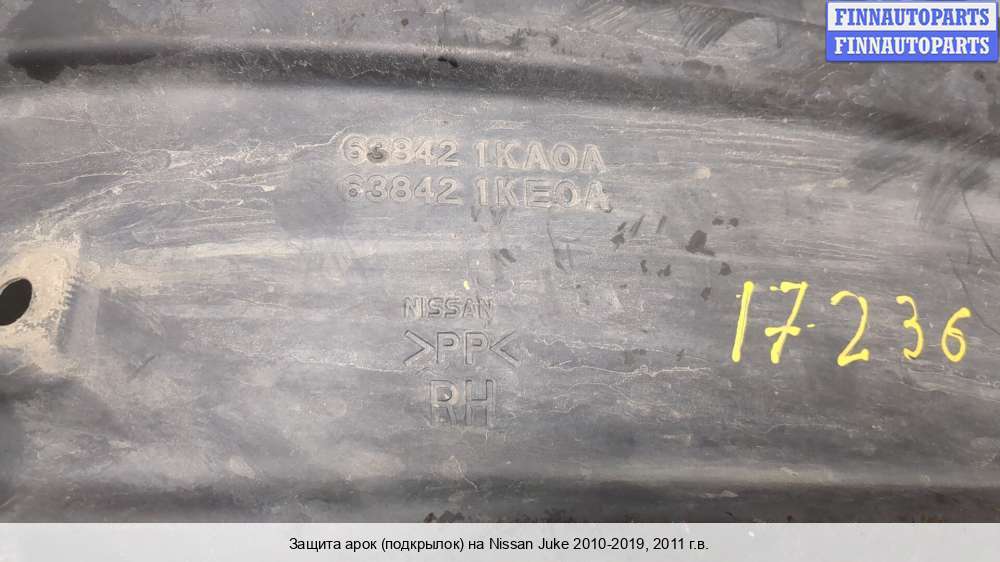 FINNAUTOPARTS
FINNAUTOPARTS
63842 1KA0A
63842 1KE0A
NISSAN
>PP<
RH
17236
Защита арок (подкрылок) на Nissan Juke 2010-2019, 2011 г.в.